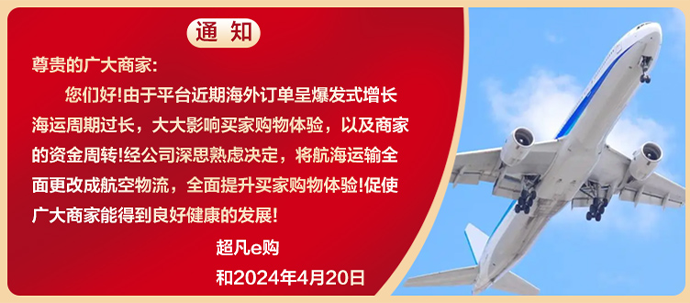 通知
尊贵的广大商家:
您们好!由于平台近期海外订单呈爆发式增长
海运周期过长，大大影响买家购物体验，以及商家
的资金周转!经公司深思熟虑决定，将航海运输全
面更改成航空物流，全面提升买家购物体验!促使
广大商家能得到良好健康的发展!
超凡e购
和2024年4月20日